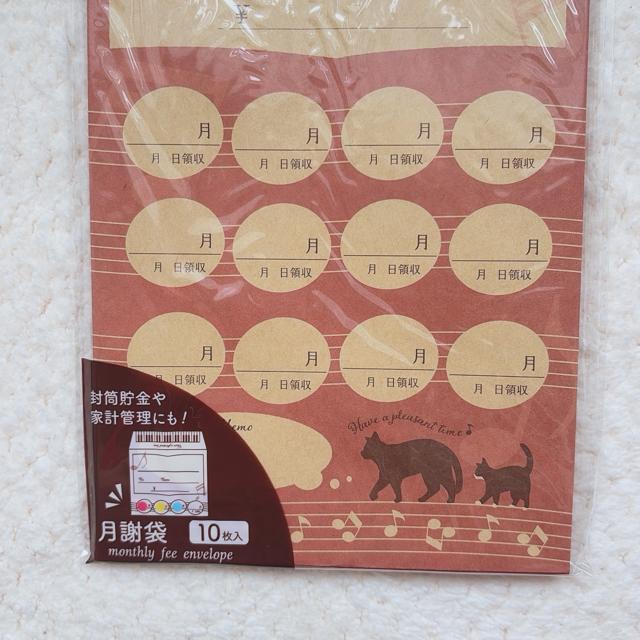 ¥
月 月 月 月
月 日領収 月 日領収 月 日領収 月 日領収
月 月 月 月
月 日領収 月 日領収 月 日領収 月 日領収
月 月 月 月
日領収 月 日領収 月 日領収 月 日領収
封筒貯金や
家計管理にも!
memo
Have a pleasant time♪
月謝袋 10枚入
monthly fee envelope